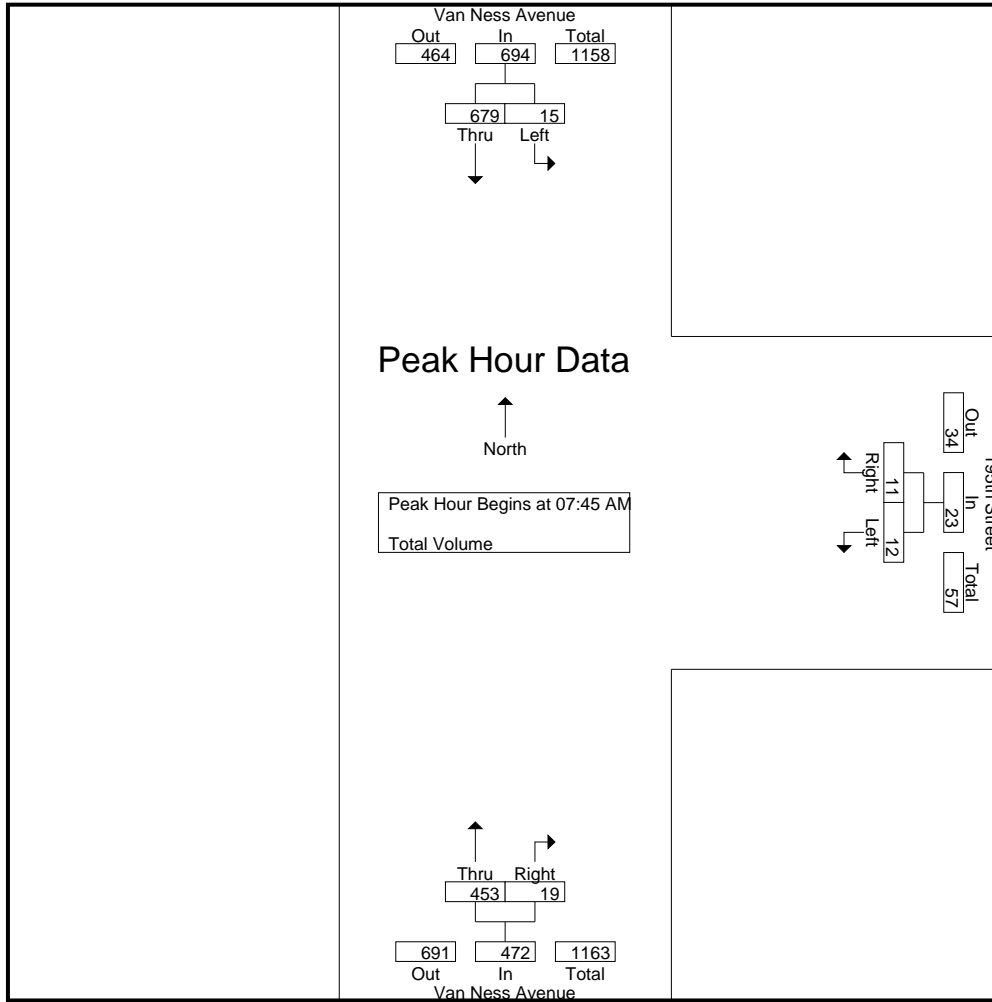 Van Ness Avenue
Out In Total
464 694 1158
679 15
Thru Left
Peak Hour Data
North
Peak Hour Begins at 07:45 AM
Total Volume
Right Left
11 12
Out In Total
34 23 57
195th Street
Thru Right
453 19
691 472 1163
Out In Total
Van Ness Avenue